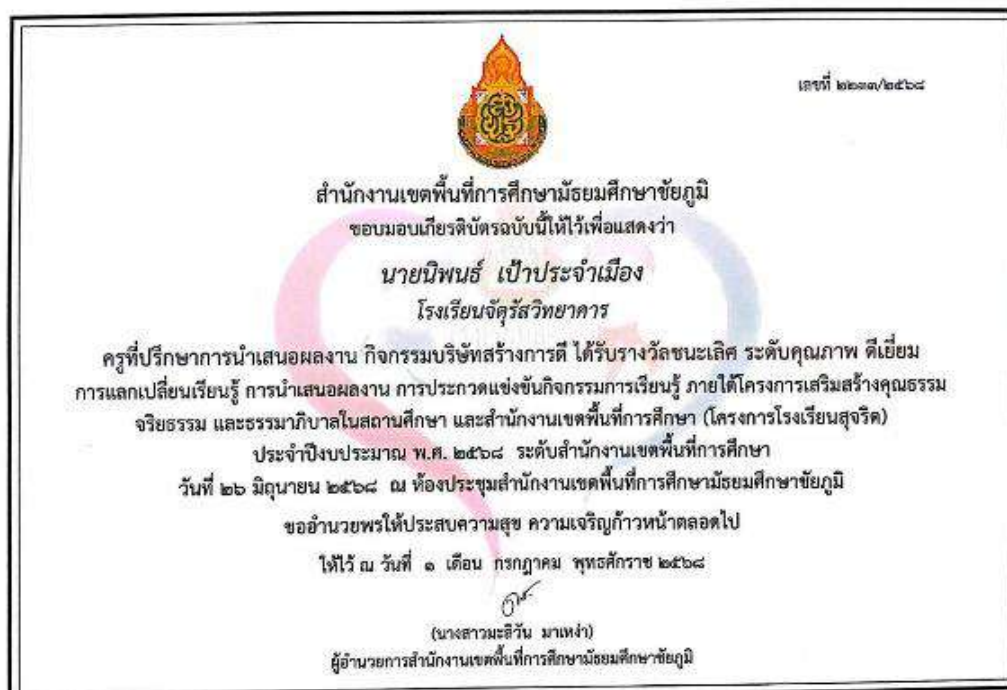 เลขที่ ๒๒๓๓/๒๕๖๘
สำนักงานเขตพื้นที่การศึกษามัธยมศึกษาชัยภูมิ
ขอมอบเกียรติบัตรฉบับนี้ให้ไว้เพื่อแสดงว่า
นายนิพนธ์ เป้าประจำเมือง
โรงเรียนจัตุรัสวิทยาคาร
ครูที่ปรึกษาการนำเสนอผลงาน กิจกรรมบริษัทสร้างการดี ได้รับรางวัลชนะเลิศ ระดับคุณภาพ ดีเยี่ยม
การแลกเปลี่ยนเรียนรู้ การนำเสนอผลงาน การประกวดแข่งขันกิจกรรมการเรียนรู้ ภายใต้โครงการเสริมสร้างคุณธรรม
จริยธรรม และธรรมาภิบาลในสถานศึกษา และสำนักงานเขตพื้นที่การศึกษา (โครงการโรงเรียนสุจริต)
ประจำปีงบประมาณ พ.ศ. ๒๕๖๘ ระดับสำนักงานเขตพื้นที่การศึกษา
วันที่ ๒๖ มิถุนายน ๒๕๖๘ ณ ห้องประชุมสำนักงานเขตพื้นที่การศึกษามัธยมศึกษาชัยภูมิ
ขออำนวยพรให้ประสบความสุข ความเจริญก้าวหน้าตลอดไป
ให้ไว้ ณ วันที่ ๑ เดือน กรกฎาคม พุทธศักราช ๒๕๖๘
(นางสาวมะลิวัน มาเหง่า)
ผู้อำนวยการสำนักงานเขตพื้นที่การศึกษามัธยมศึกษาชัยภูมิ